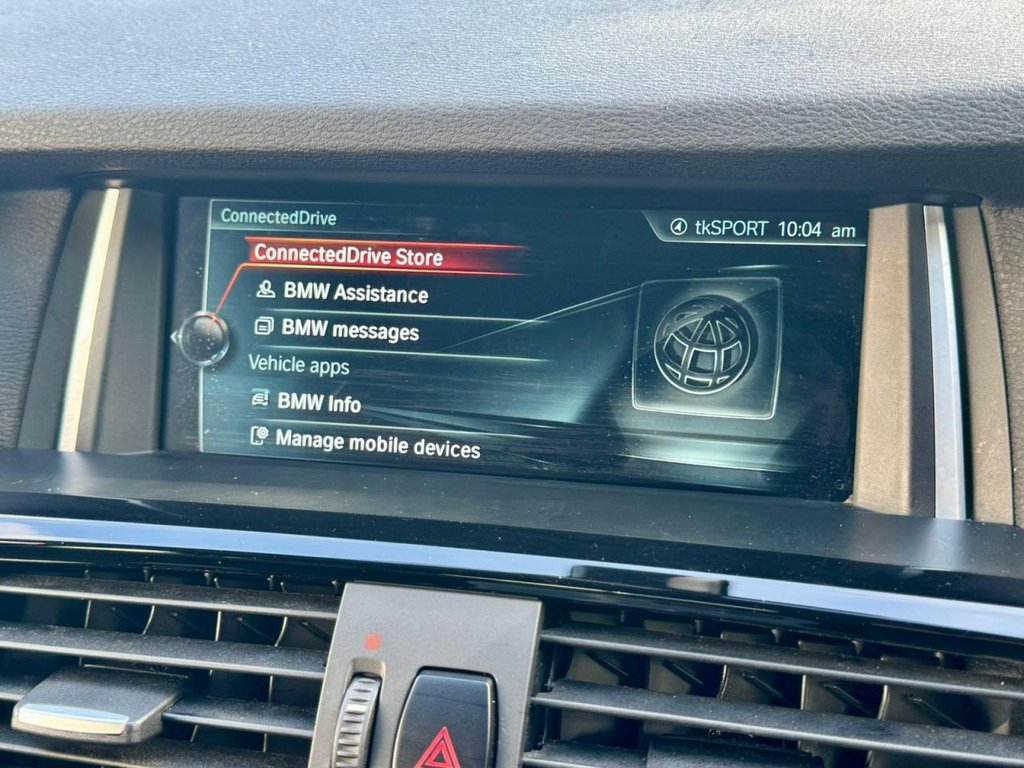 ConnectedDrive
tkSPORT 10:04 am
ConnectedDrive Store
BMW Assistance
BMW messages
Vehicle apps
BMW Info
Manage mobile devices